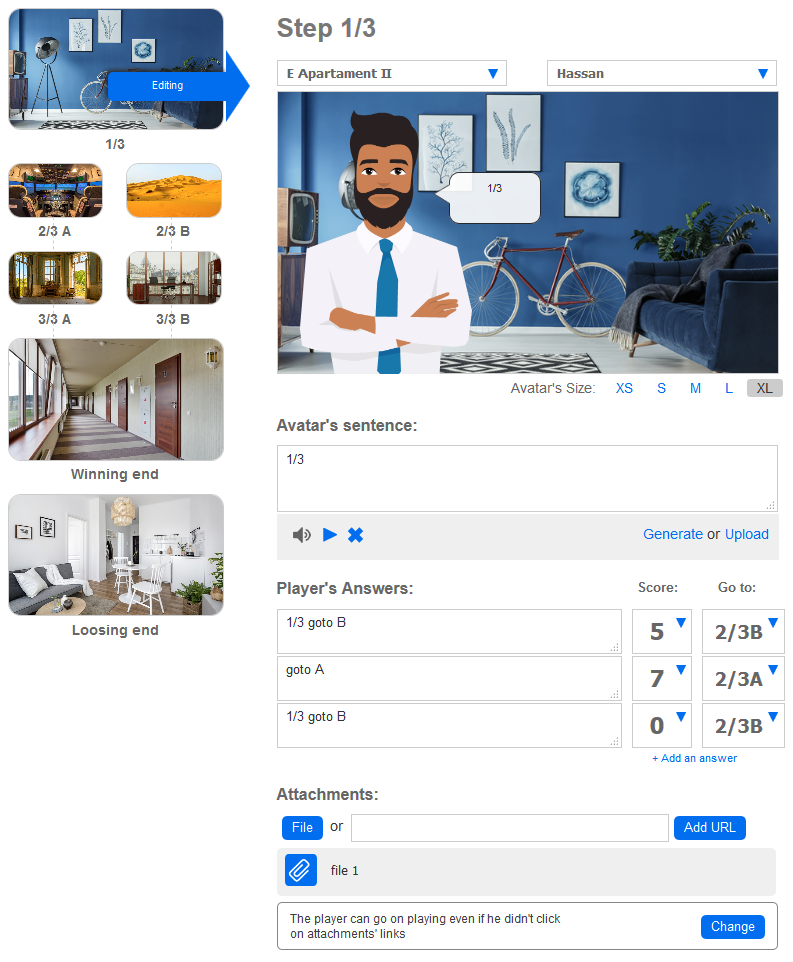 Editing
1/3
2/3 A
2/3 B
3/3 A
3/3 B
Winning end
Loosing end
Step 1/3
E Apartament II
Hassan
1/3
Avatar's Size: XS S M L XL
Avatar's sentence:
1/3
Generate or Upload
Player's Answers: Score: Go to:
1/3 goto B 5 2/3B
goto A 7 2/3A
1/3 goto B 0 2/3B
+ Add an answer
Attachments:
File or Add URL
file 1
The player can go on playing even if he didn't click
on attachments' links
Change